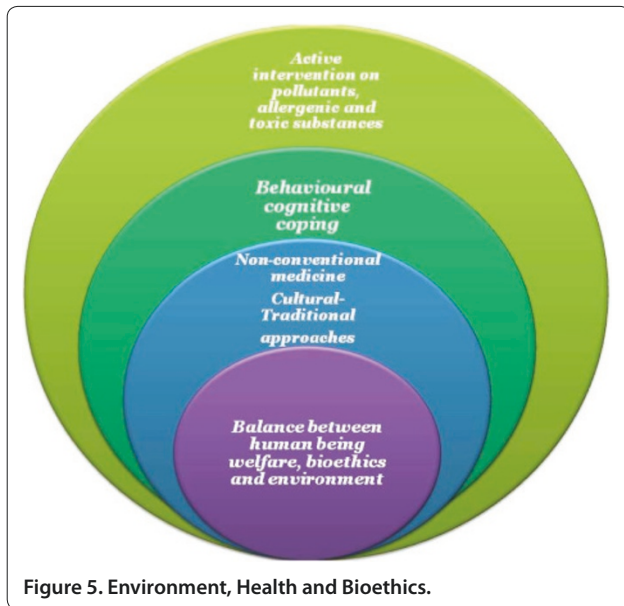 Active
intervention on
pollutants,
allergenic and
toxic substances
Behavioural
cognitive
coping
Non-conventional
medicine
Cultural-
Traditional
approaches
Balance between
human being
welfare, bioethics
and environment
Figure 5. Environment, Health and Bioethics.